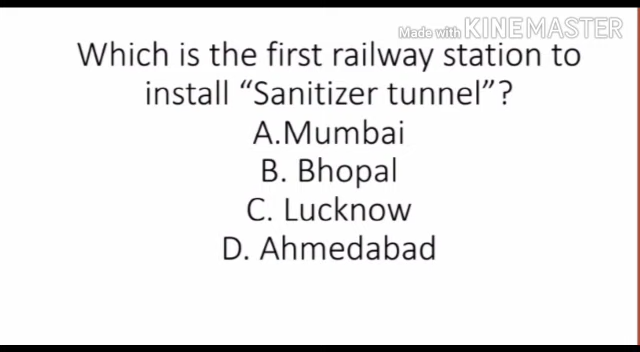 Made with KINEMASTER
Which is the first railway station to
install “Sanitizer tunnel”?
A.Mumbai
B. Bhopal
C. Lucknow
D. Ahmedabad